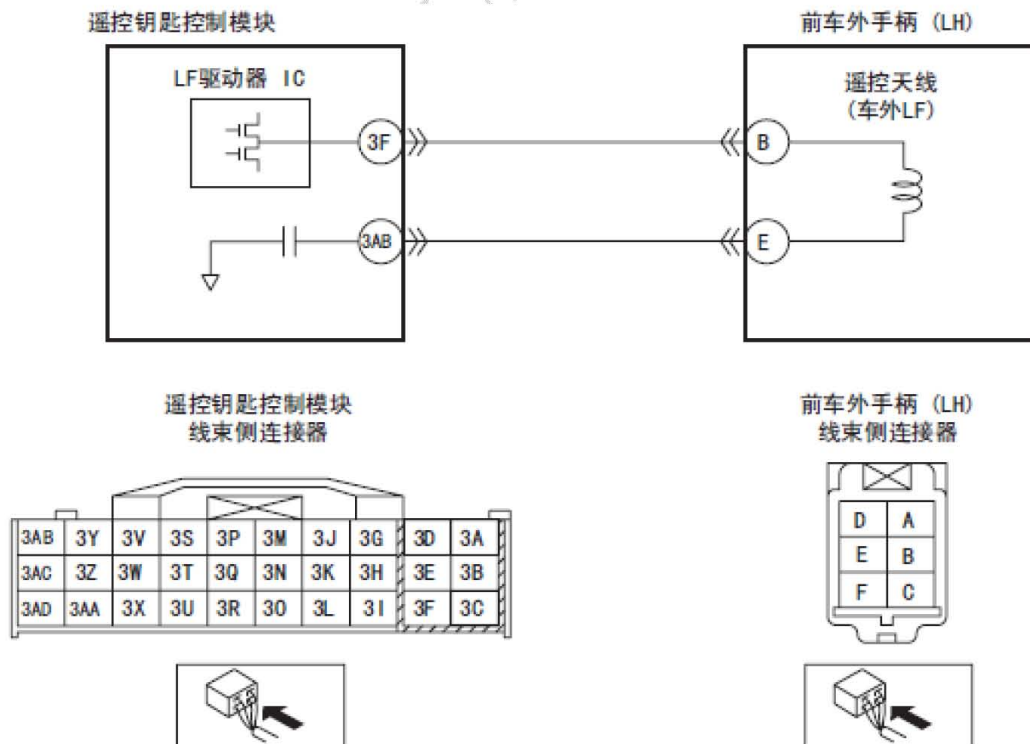 遥控钥匙控制模块
前车外手柄 (LH)
LF驱动器 IC
遥控天线
(车外LF)
3F
B
3AB
E
遥控钥匙控制模块
线束侧连接器
前车外手柄 (LH)
线束侧连接器
3AB 3Y 3V 3S 3P 3M 3J 3G 3D 3A
3AC 3Z 3W 3T 3Q 3N 3K 3H 3E 3B
3AD 3AA 3X 3U 3R 3O 3L 3I 3F 3C
D A
E B
F C